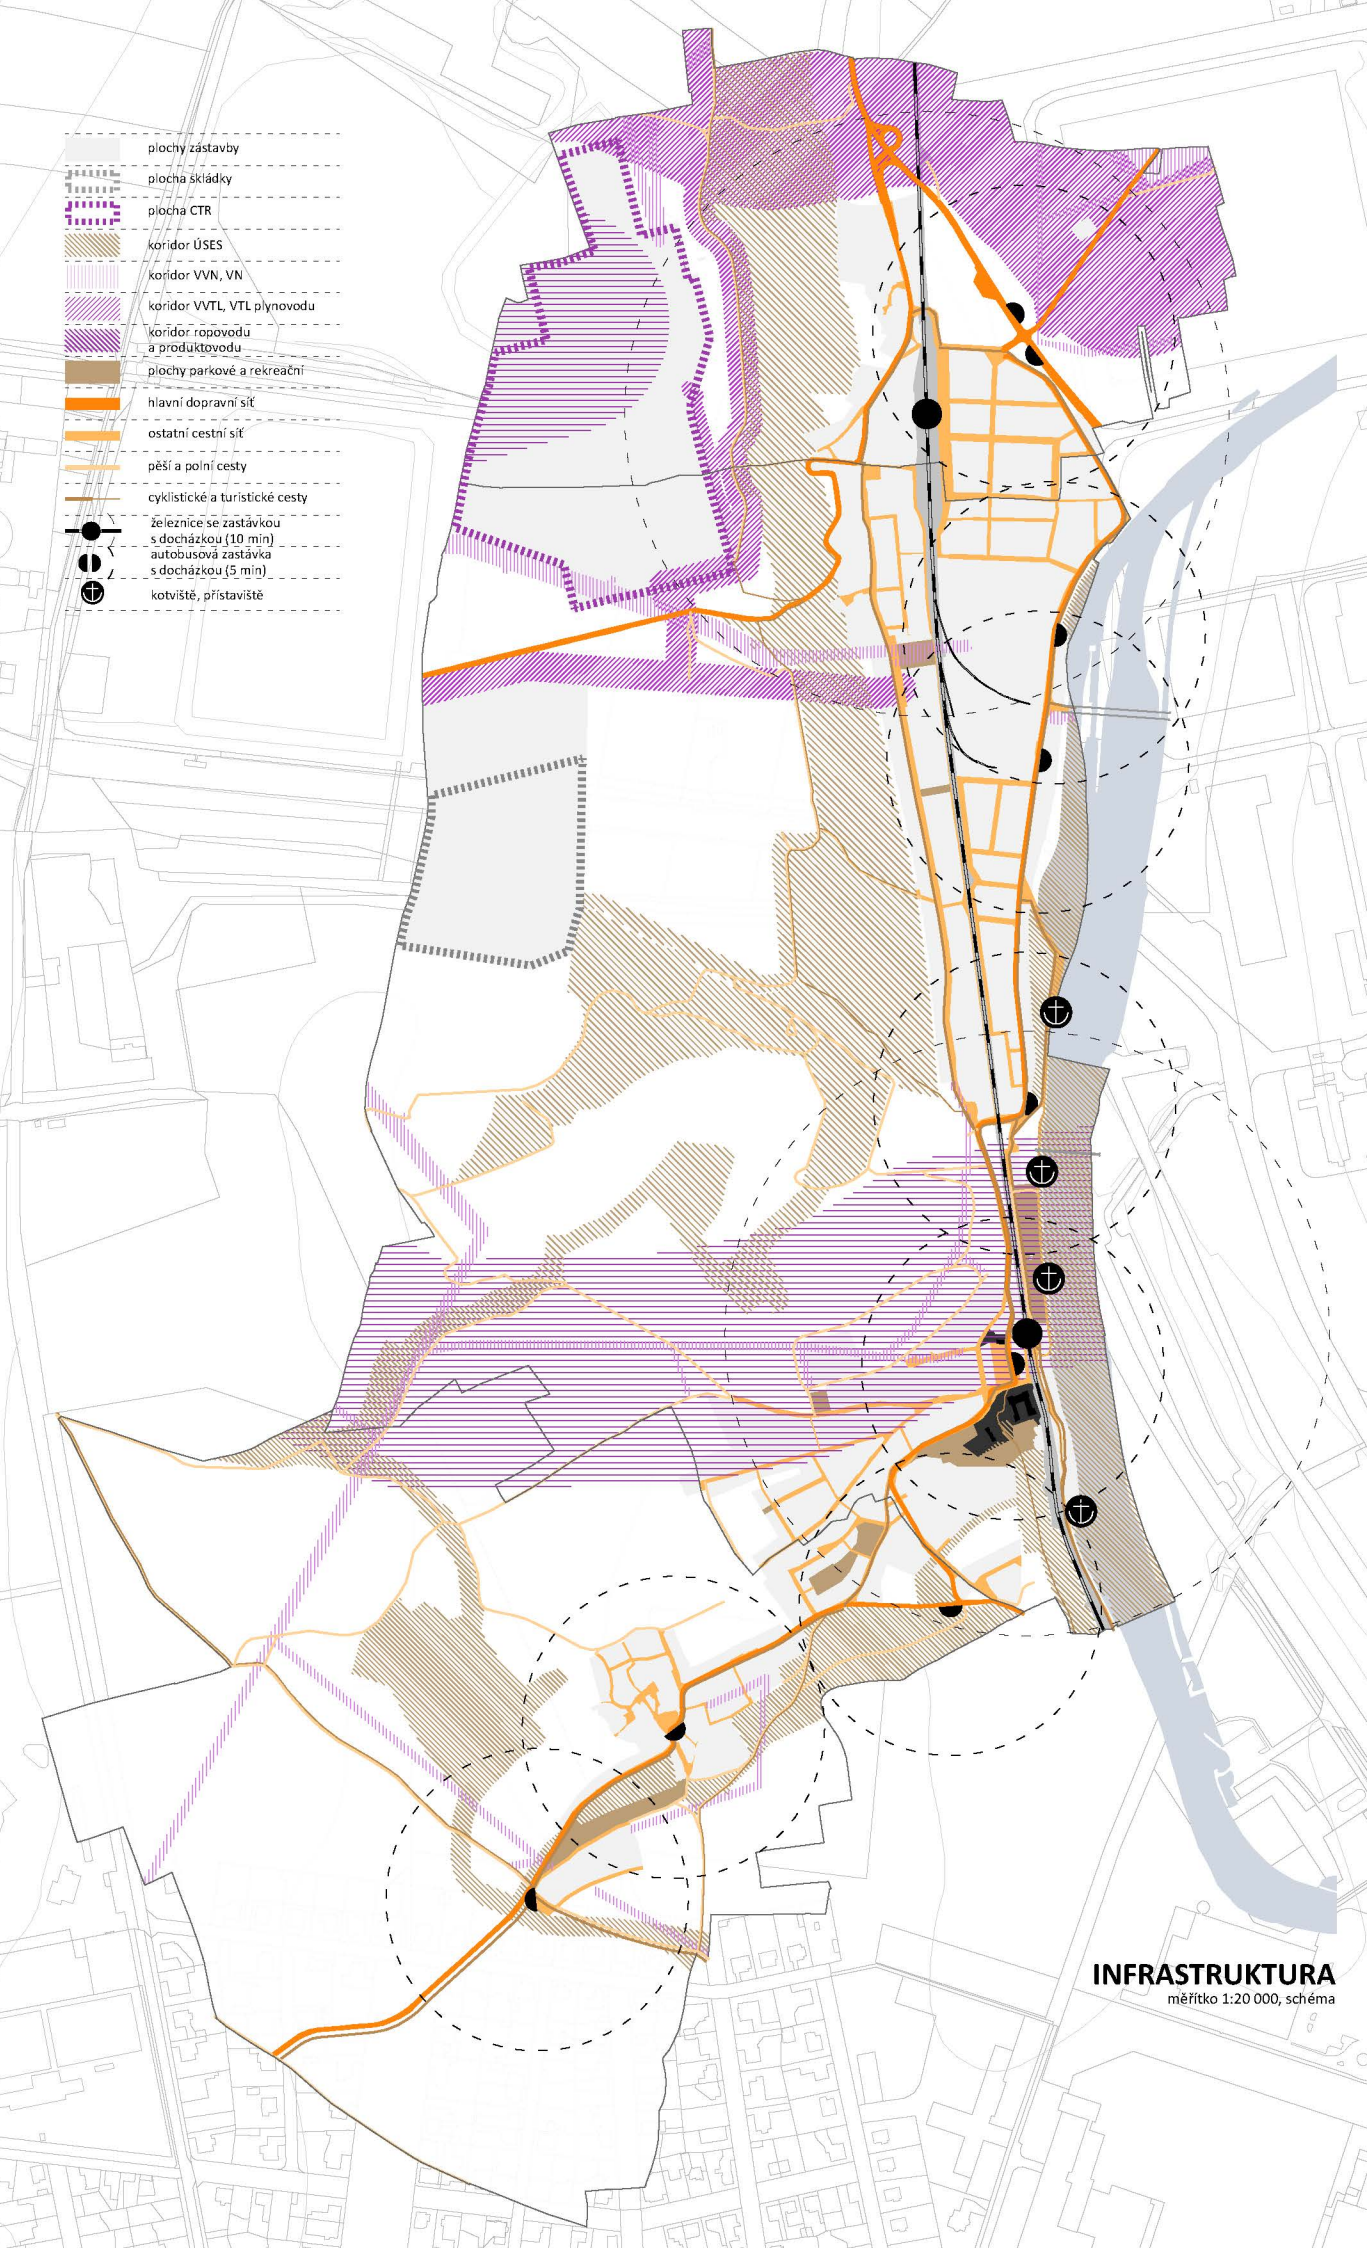 plochy zástavby
plocha skládky
plocha CTR
koridor ÚSES
koridor VVN, VN
koridor VVTL, VTL plynovodu
koridor ropovodu
a produktovodu
plochy parkové a rekreační
hlavní dopravní síť
ostatní cestní síť
pěší a polní cesty
cyklistické a turistické cesty
železnice se zastávkou
s docházkou (10 min)
autobusová zastávka
s docházkou (5 min)
kotviště, přístaviště
INFRASTRUKTURA
měřítko 1:20 000, schéma